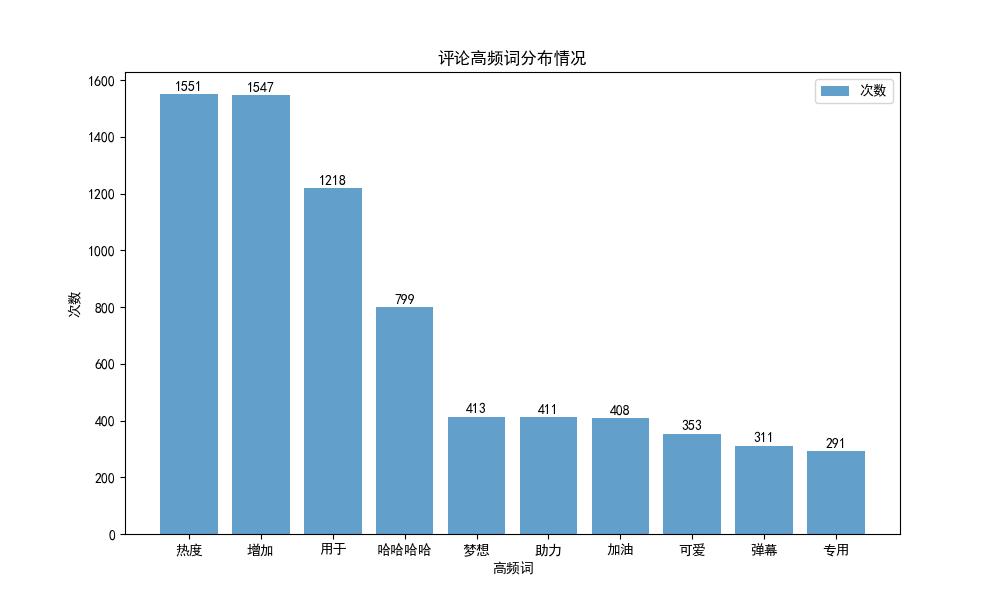 评论高频词分布情况
次数
次数
1600
1400
1200
1000
800
600
400
200
0
1551
1547
1218
799
413
411
408
353
311
291
热度
增加
用于
哈哈哈哈
梦想
助力
加油
可爱
弹幕
专用
高频词